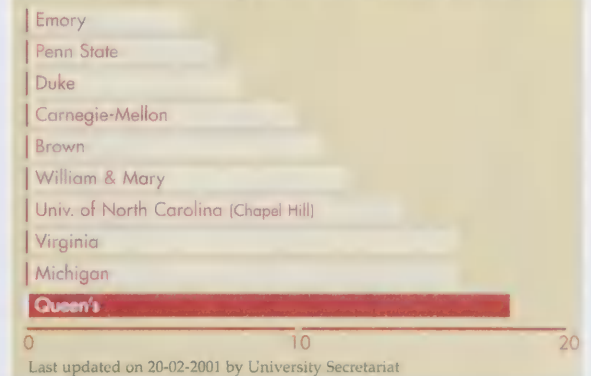 Emory
Penn State
Duke
Carnegie-Mellon
Brown
William & Mary
Univ. of North Carolina (Chapel Hill)
Virginia
Michigan
Queen's
0 10 20
Last updated on 20-02-2001 by University Secretariat